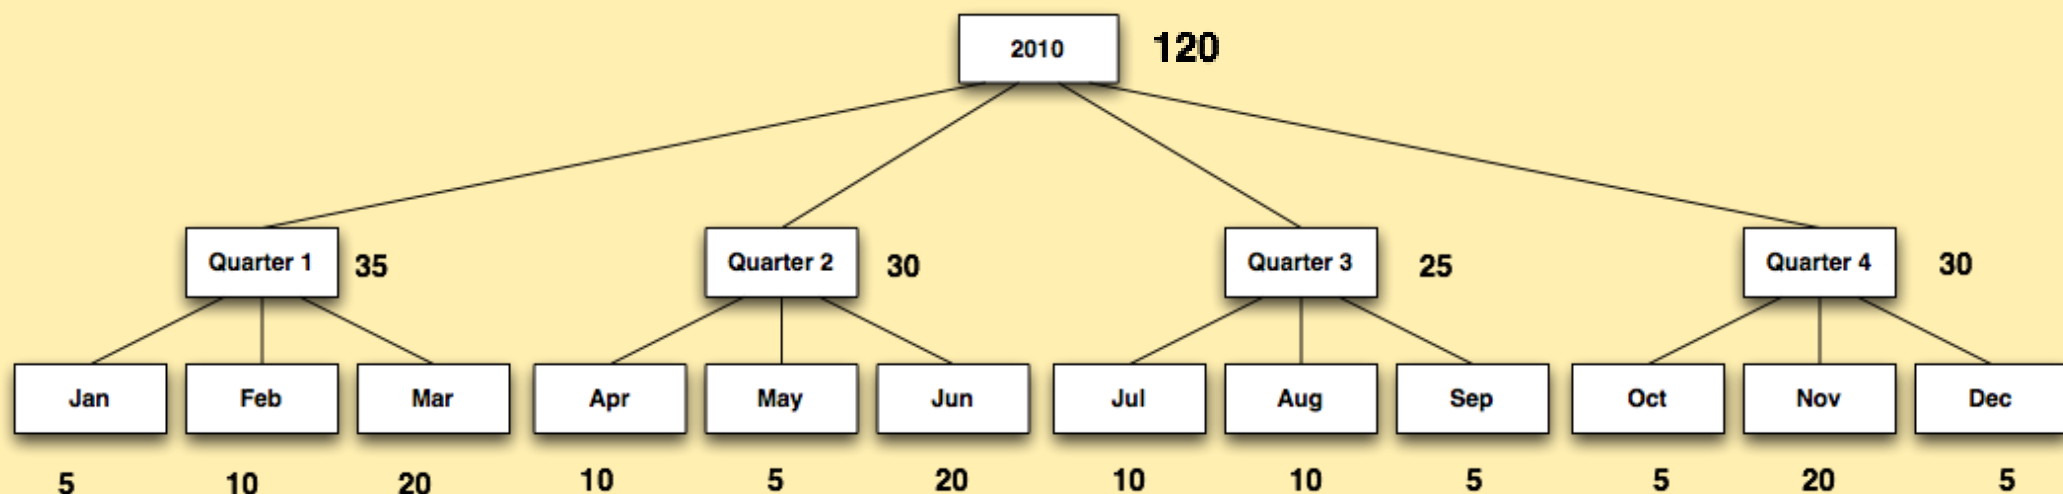 2010 120
Quarter 1 35 Quarter 2 30 Quarter 3 25 Quarter 4 30
Jan Feb Mar Apr May Jun Jul Aug Sep Oct Nov Dec
5 10 20 10 5 20 10 10 5 5 20 5